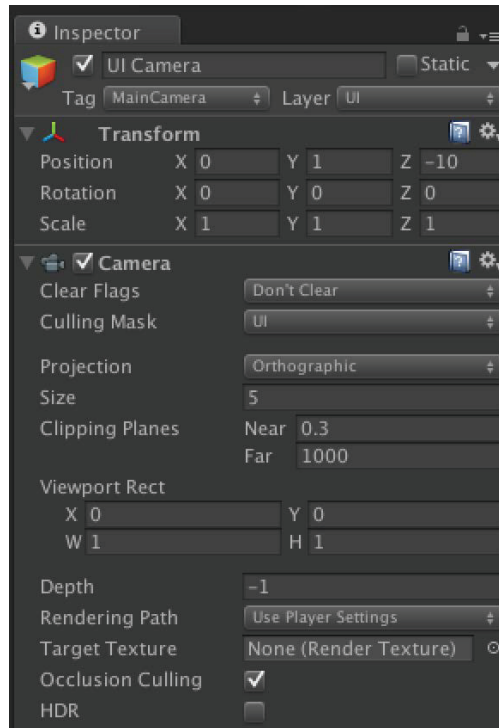 Inspector
UI Camera Static
Tag MainCamera Layer UI
Transform
Position X 0 Y 1 Z -10
Rotation X 0 Y 0 Z 0
Scale X 1 Y 1 Z 1
Camera
Clear Flags Don't Clear
Culling Mask UI
Projection Orthographic
Size 5
Clipping Planes Near 0.3
Far 1000
Viewport Rect
X 0 Y 0
W 1 H 1
Depth -1
Rendering Path Use Player Settings
Target Texture None (Render Texture)
Occlusion Culling
HDR